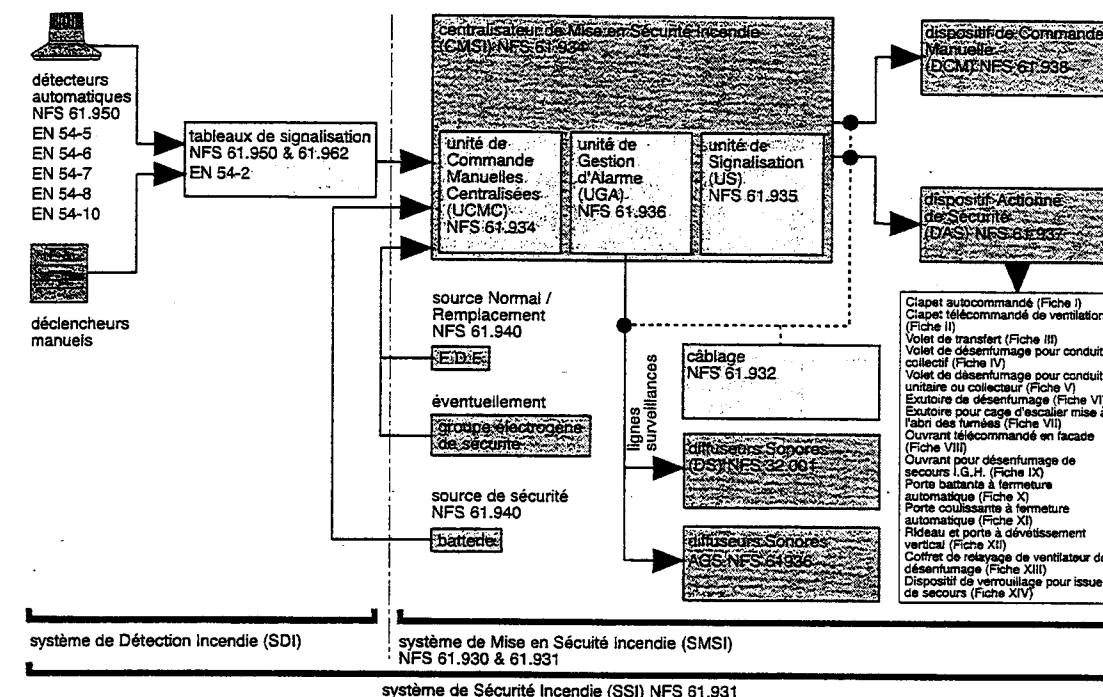 détecteurs
automatiques
NFS 61.950
EN 54-5
EN 54-6
EN 54-7
EN 54-8
EN 54-10
déclencheurs
manuels
tableaux de signalisation
NFS 61.950 & 61.962
EN 54-2
centralisateur de Mise en Sécurité Incendie
(CMSI) NFS 61.934
unité de
Commande
Manuelles
Centralisées
(UCMC)
NFS 61.934
unité de
Gestion
d'Alarme
(UGA)
NFS 61.936
unité de
Signalisation
(US)
NFS 61.935
source Normal /
Remplacement
NFS 61.940
E.D.F.
éventuellement
groupe électrogène
de sécurité
source de sécurité
NFS 61.940
batterie
lignes
surveillances
câblage
NFS 61.932
diffuseurs Sonores
(DS) NFS 32.001
diffuseurs Sonores
AGS NFS 61936
dispositif de Commande
Manuelle
(DCM) NFS 61.938
dispositif Actionné
de Sécurité
(DAS) NFS 61.937
Clapet autocommandé (Fiche I)
Clapet télécommandé de ventilation
(Fiche II)
Volet de transfert (Fiche III)
Volet de désenfumage pour conduit
collectif (Fiche IV)
Volet de désenfumage pour conduit
unitaire ou collecteur (Fiche V)
Exutoire de désenfumage (Fiche VI)
Exutoire pour cage d'escalier mise à
l'abri des fumées (Fiche VII)
Ouvrant télécommandé en facade
(Fiche VIII)
Ouvrant pour désenfumage de
secours I.G.H. (Fiche IX)
Porte battante à fermeture
automatique (Fiche X)
Porte coulissante à fermeture
automatique (Fiche XI)
Rideau et porte à dévêtissement
vertical (Fiche XII)
Coffret de relayage de ventilateur de
désenfumage (Fiche XIII)
Dispositif de verrouillage pour issue
de secours (Fiche XIV)
système de Détection Incendie (SDI)
système de Mise en Sécuité Incendie (SMSI)
NFS 61.930 & 61.931
système de Sécurité Incendie (SSI) NFS 61.931